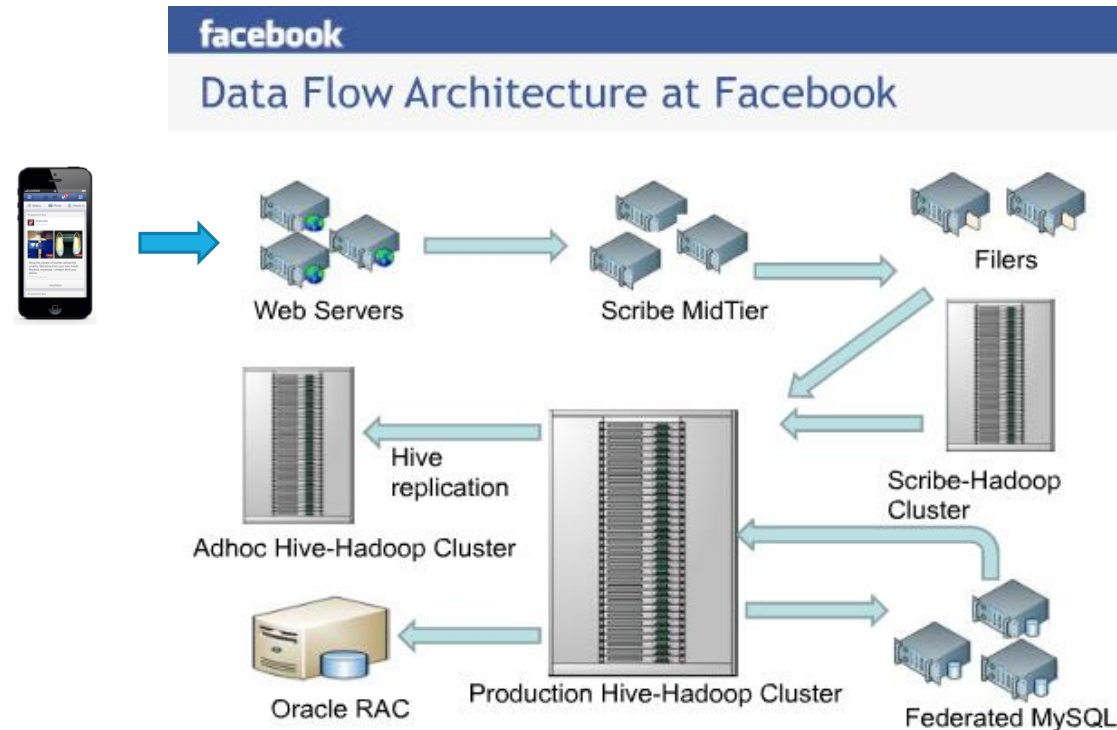 facebook
Data Flow Architecture at Facebook
Web Servers
Scribe MidTier
Filers
Hive
replication
Scribe-Hadoop
Cluster
Adhoc Hive-Hadoop Cluster
Oracle RAC
Production Hive-Hadoop Cluster
Federated MySQL